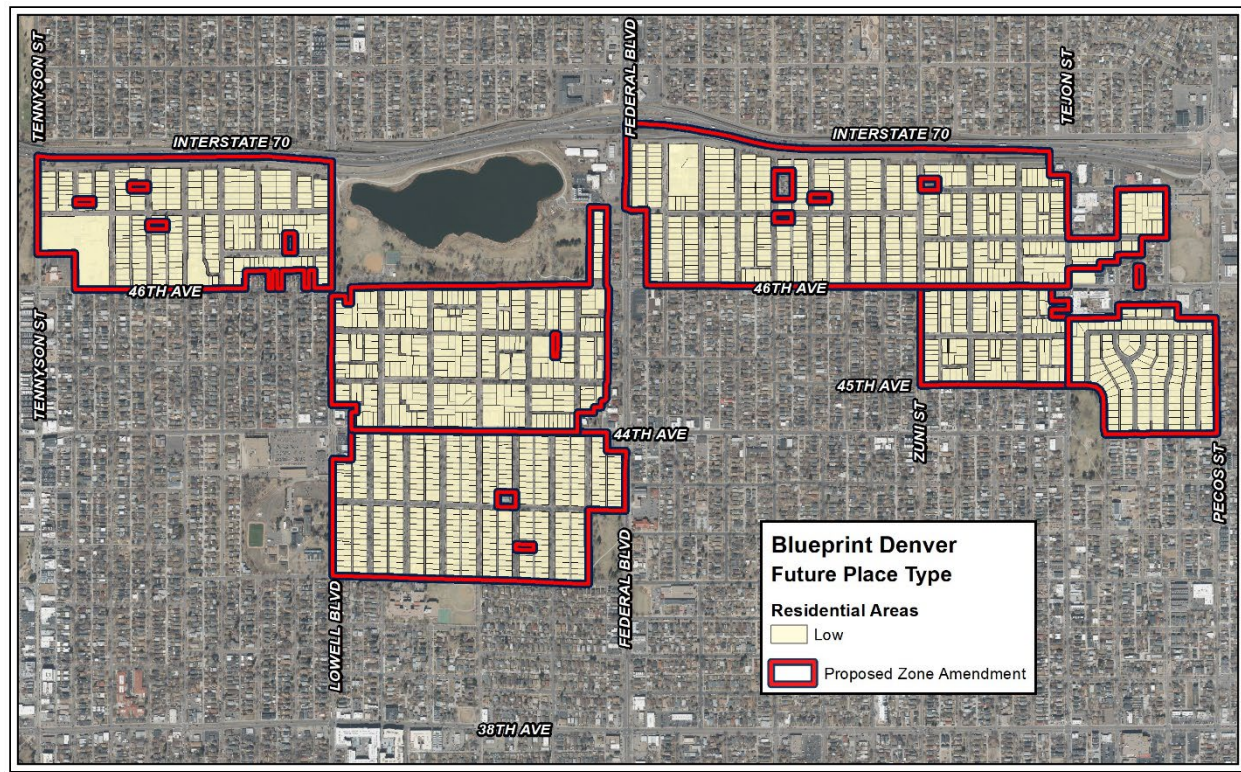 TENNYSON ST
FEDERAL BLVD
TEJON ST
INTERSTATE 70
INTERSTATE 70
46TH AVE
46TH AVE
TENNYSON ST
45TH AVE
ZUNI ST
44TH AVE
PECOS ST
LOWELL BLVD
FEDERAL BLVD
38TH AVE
Blueprint Denver
Future Place Type
Residential Areas
Low
Proposed Zone Amendment